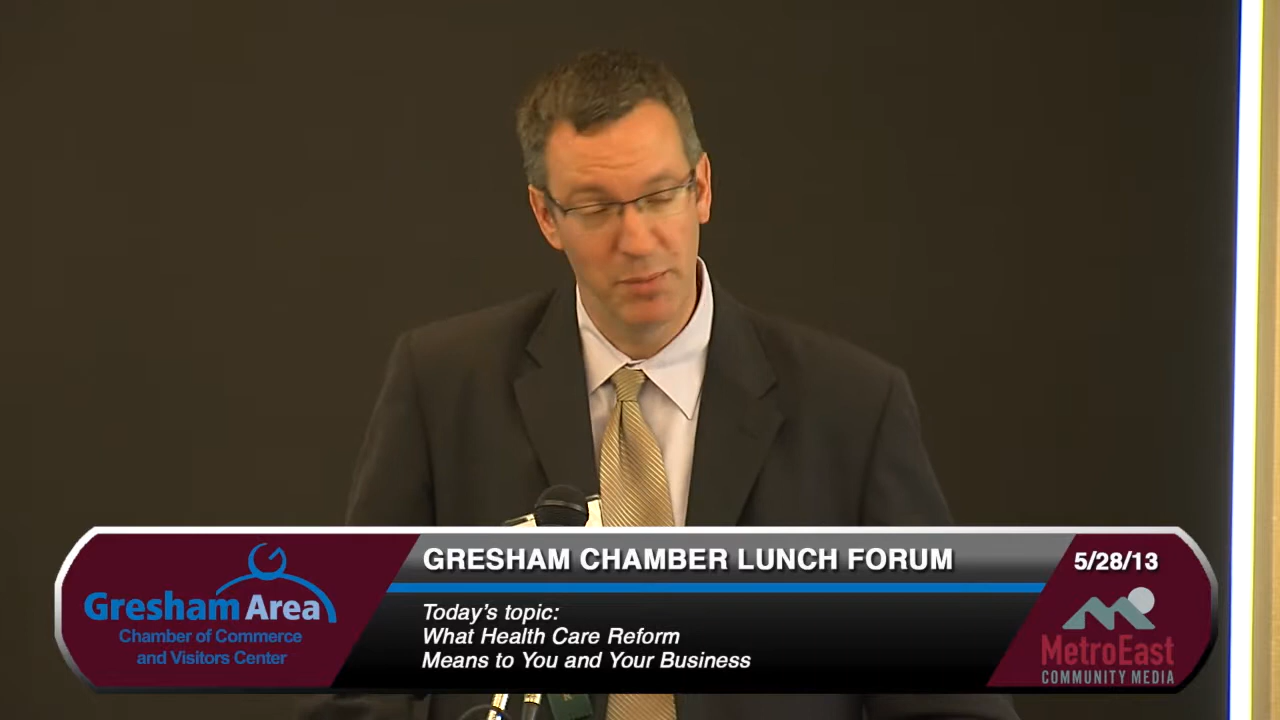 GRESHAM CHAMBER LUNCH FORUM
5/28/13
Gresham Area
Chamber of Commerce
and Visitors Center
Today's topic:
What Health Care Reform
Means to You and Your Business
MetroEast
COMMUNITY MEDIA